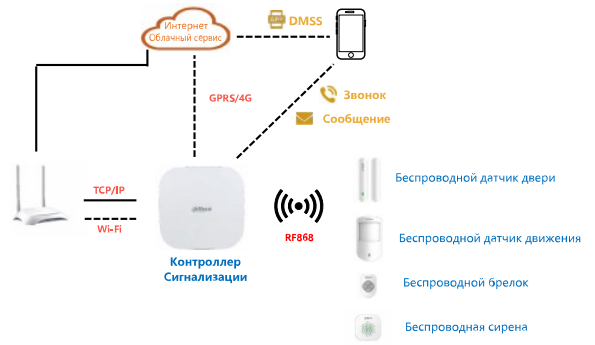 Интернет
Облачный сервис
DMSS
GPRS/4G
Звонок
Сообщение
TCP/IP
Wi-Fi
alhua
RF868
Контроллер
Сигнализации
Беспроводной датчик двери
Беспроводной датчик движения
Беспроводной брелок
Беспроводная сирена